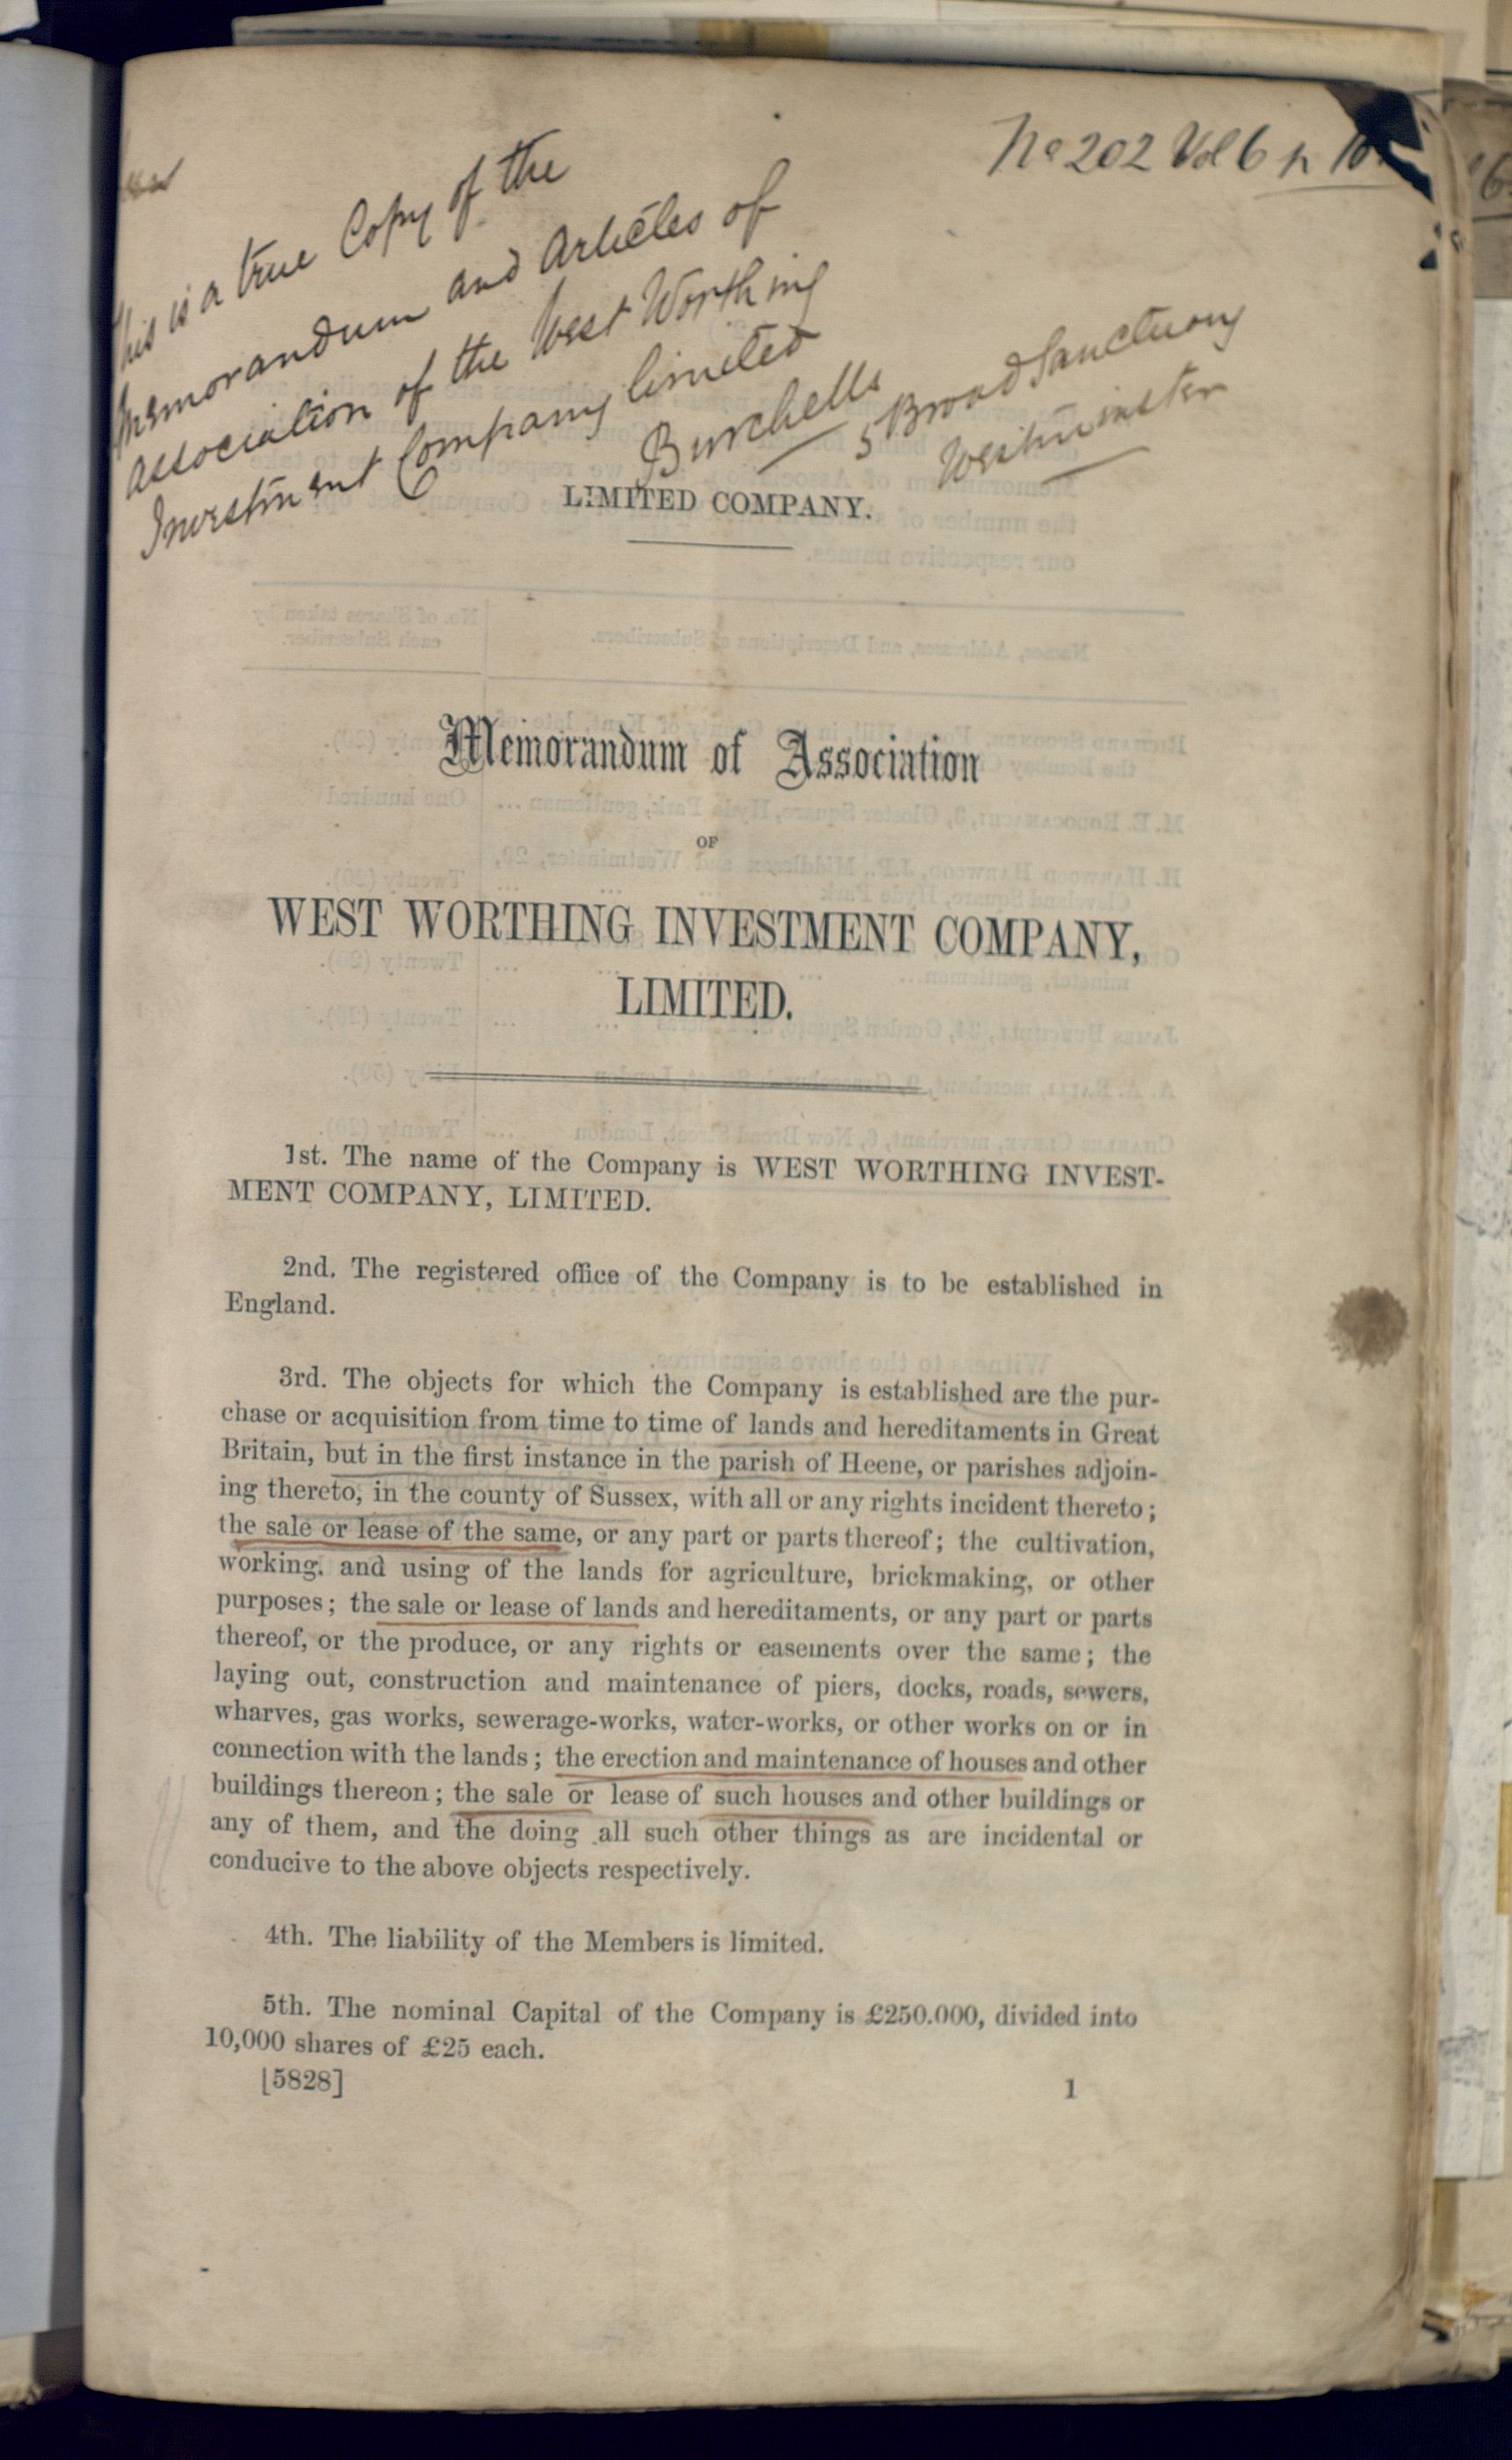 No 202 Vol 6 p
this is a true Copy of the
Memorandum and Articles of
Association of the West Worthing
Investment Company limited
Burchells
5 Broad Sanctuary
Westminster
LIMITED COMPANY.
Memorandum of Association
OF
WEST WORTHING INVESTMENT COMPANY,
LIMITED.
1st. The name of the Company is WEST WORTHING INVEST-
MENT COMPANY, LIMITED.
2nd. The registered office of the Company is to be established in
England.
3rd. The objects for which the Company is established are the pur-
chase or acquisition from time to time of lands and hereditaments in Great
Britain, but in the first instance in the parish of Heene, or parishes adjoin-
ing thereto, in the county of Sussex, with all or any rights incident thereto;
the sale or lease of the same, or any part or parts thereof; the cultivation,
working, and using of the lands for agriculture, brickmaking, or other
purposes; the sale or lease of lands and hereditaments, or any part or parts
thereof, or the produce, or any rights or easements over the same; the
laying out, construction and maintenance of piers, docks, roads, sewers,
wharves, gas works, sewerage-works, water-works, or other works on or in
connection with the lands; the erection and maintenance of houses and other
buildings thereon; the sale or lease of such houses and other buildings or
any of them, and the doing all such other things as are incidental or
conducive to the above objects respectively.
4th. The liability of the Members is limited.
5th. The nominal Capital of the Company is £250.000, divided into
10,000 shares of £25 each.
[5828]
1